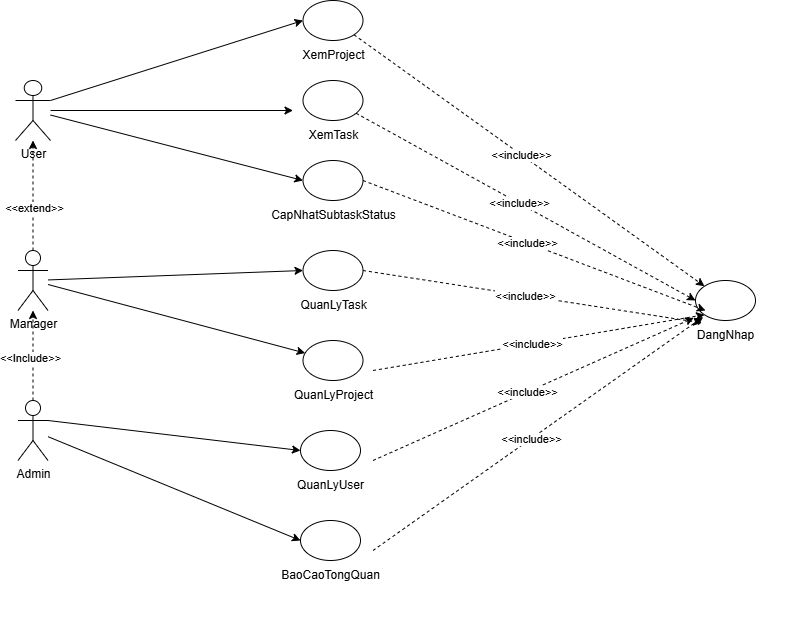 XemProject
XemTask
User
<<include>>
<<include>>
<<extend>>
CapNhatSubtaskStatus
<<include>>
QuanLyTask
<<include>>
Manager
DangNhap
<<Include>>
<<include>>
QuanLyProject
<<include>>
<<include>>
Admin
QuanLyUser
BaoCaoTongQuan